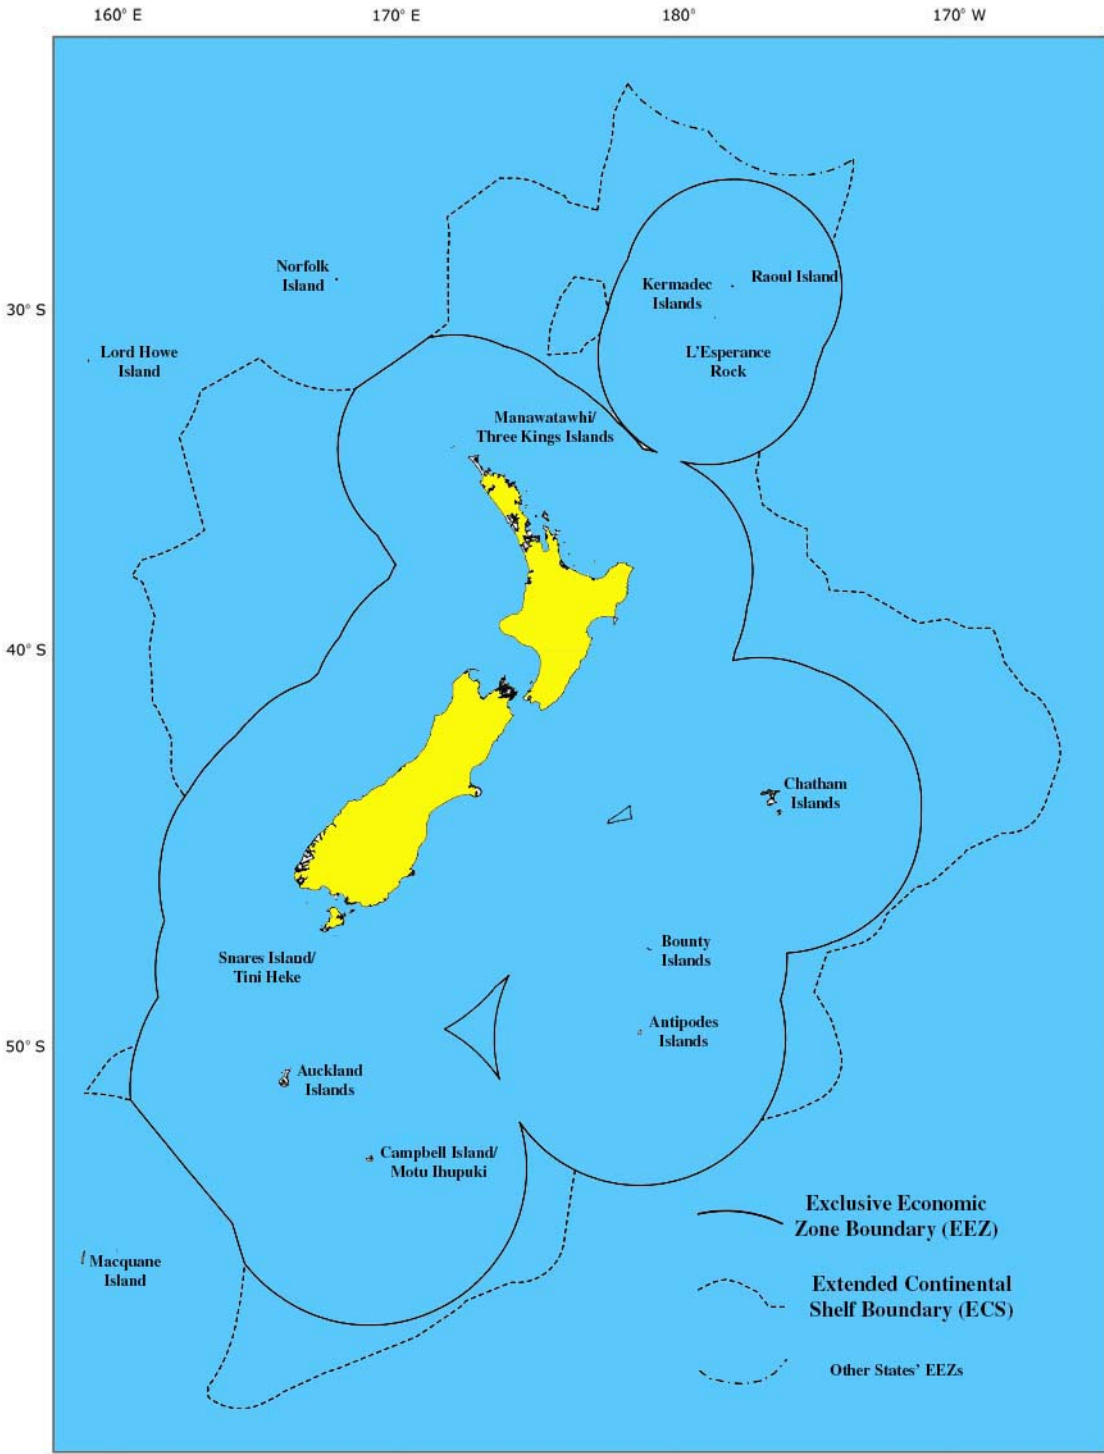 160° E 170° E 180° 170° W
Norfolk
Island
Kermadec
Islands
Raoul Island
30° S
Lord Howe
Island
L'Esperance
Rock
Manawatawhi/
Three Kings Islands
40° S
Chatham
Islands
Snares Island/
Tini Heke
Bounty
Islands
Antipodes
Islands
50° S
Auckland
Islands
Campbell Island/
Motu Ihupuki
Macquane
Island
Exclusive Economic
Zone Boundary (EEZ)
Extended Continental
Shelf Boundary (ECS)
Other States' EEZs